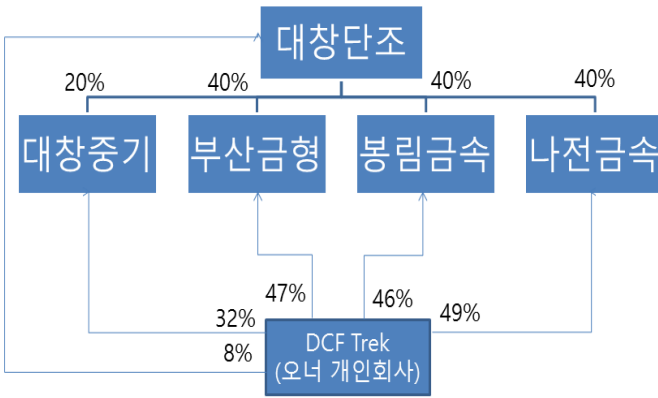 대창단조
20%
40%
40%
40%
대창중기
부산금형
봉림금속
나전금속
47%
46%
32%
49%
8%
DCF Trek
(오너 개인회사)